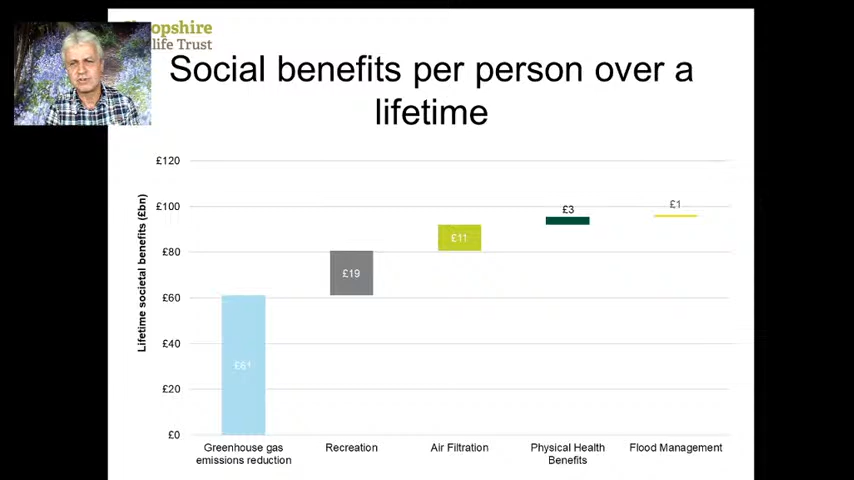 opshire
life Trust
Social benefits per person over a
lifetime
Lifetime societal benefits (£bn)
£120
£100
£80
£60
£40
£20
£0
£61
£19
£11
£3
£1
Greenhouse gas
emissions reduction
Recreation
Air Filtration
Physical Health
Benefits
Flood Management